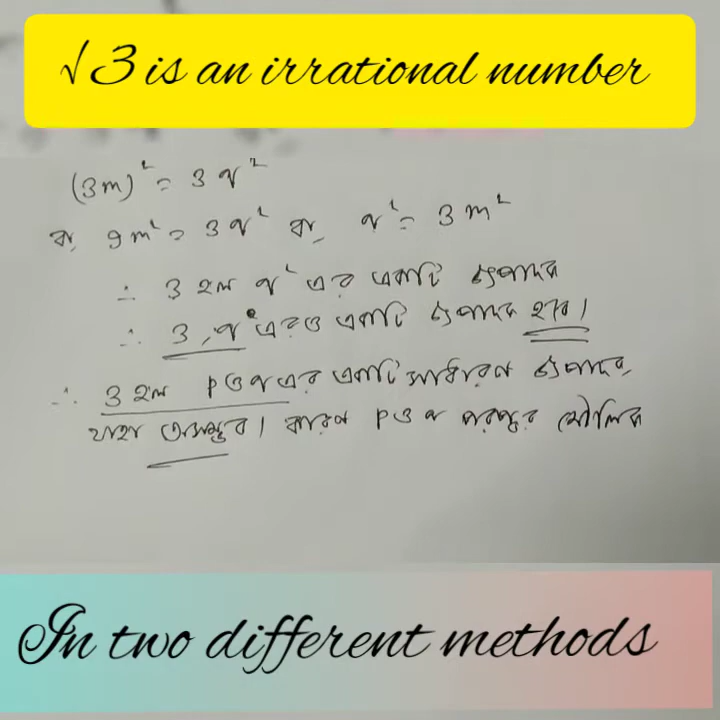 √3 is an irrational number
(3m)² = 3q²
বা, 9m² = 3q² বা, q² = 3m²
∴ 3 হল q² এর একটি উৎপাদক
∴ 3, q এরও একটি উৎপাদক হবে।
∴ 3 হল p ও q এর একটি সাধারণ উৎপাদক,
যাহা অসম্ভব। কারণ p ও q পরস্পর মৌলিক
In two different methods